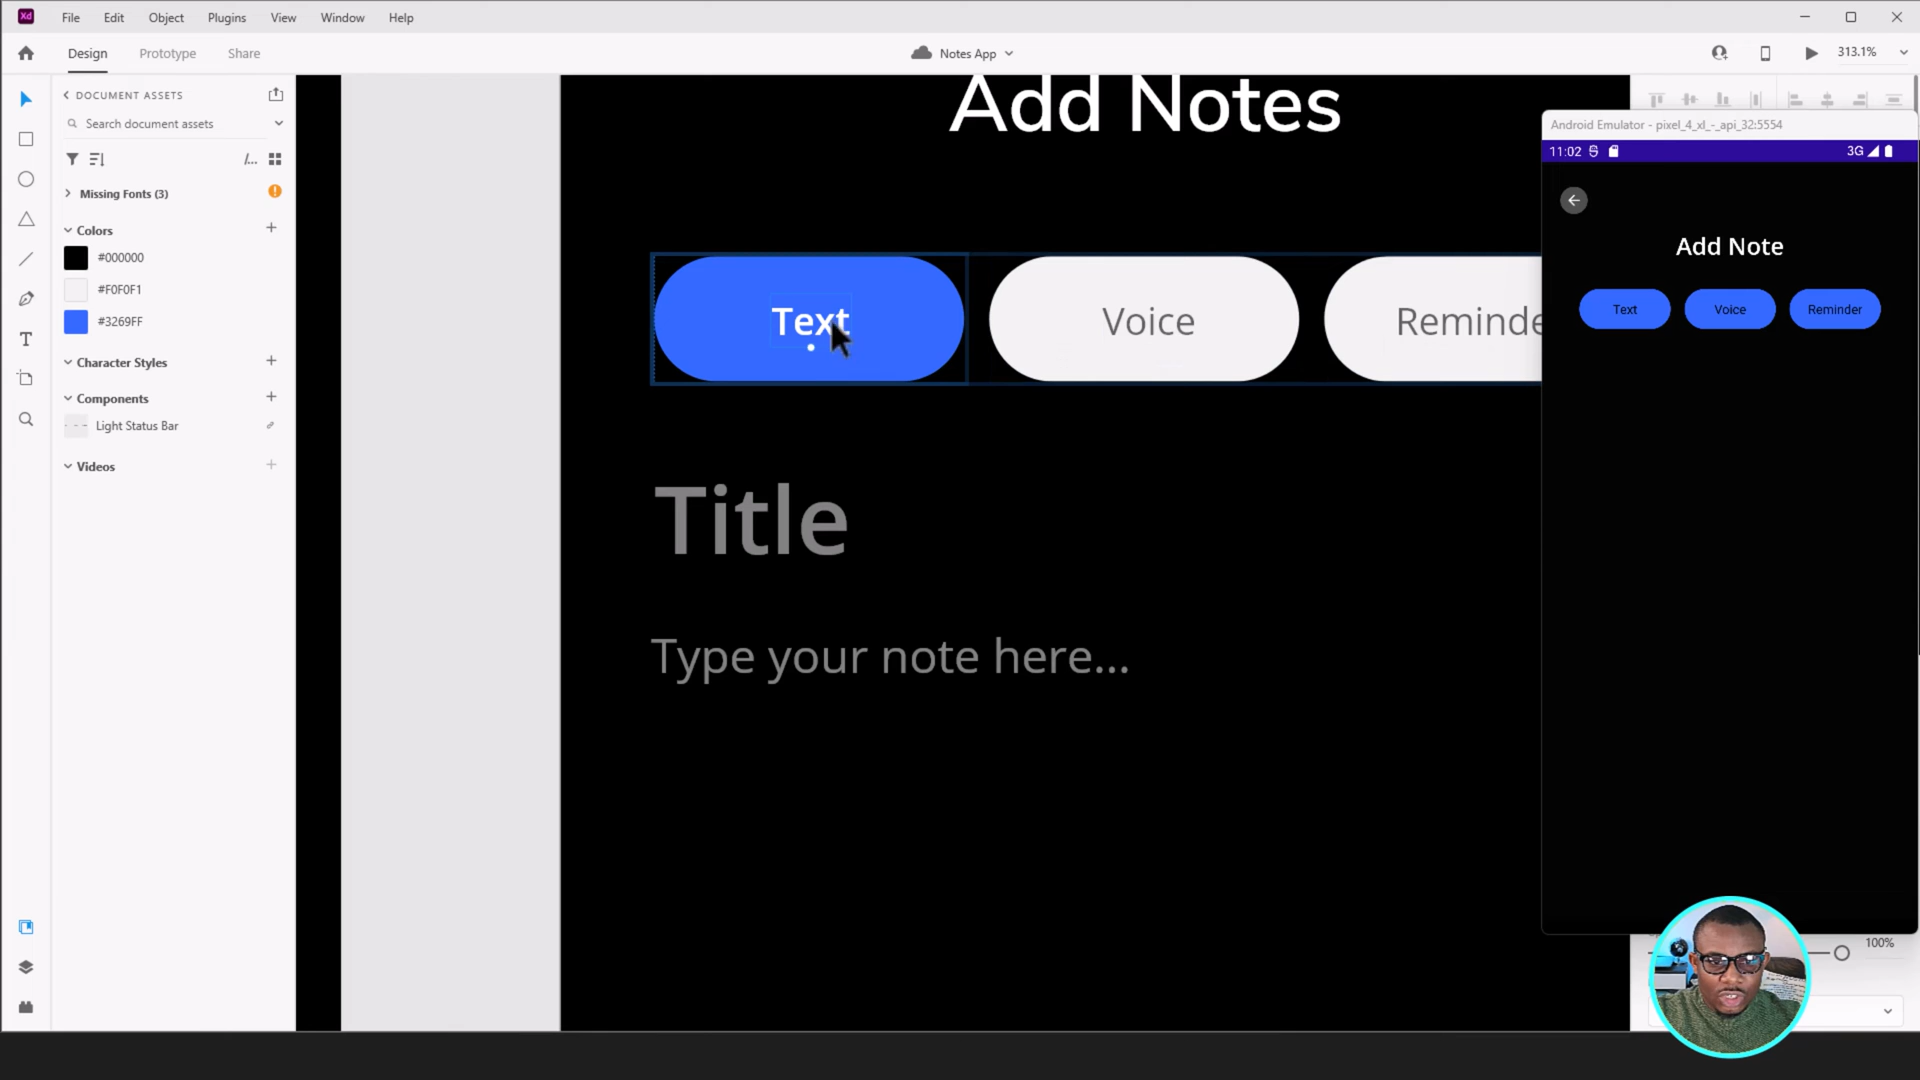 Xd File Edit Object Plugins View Window Help
Design Prototype Share Notes App 313.1%
DOCUMENT ASSETS
Search document assets
/...
Missing Fonts (3)
Colors
#000000
#F0F0F1
#3269FF
Character Styles
Components
Light Status Bar
Videos
Add Notes
Text Voice Reminde
Title
Type your note here...
Android Emulator - pixel_4_xl_-_api_32:5554
11:02 3G
Add Note
Text Voice Reminder
100%